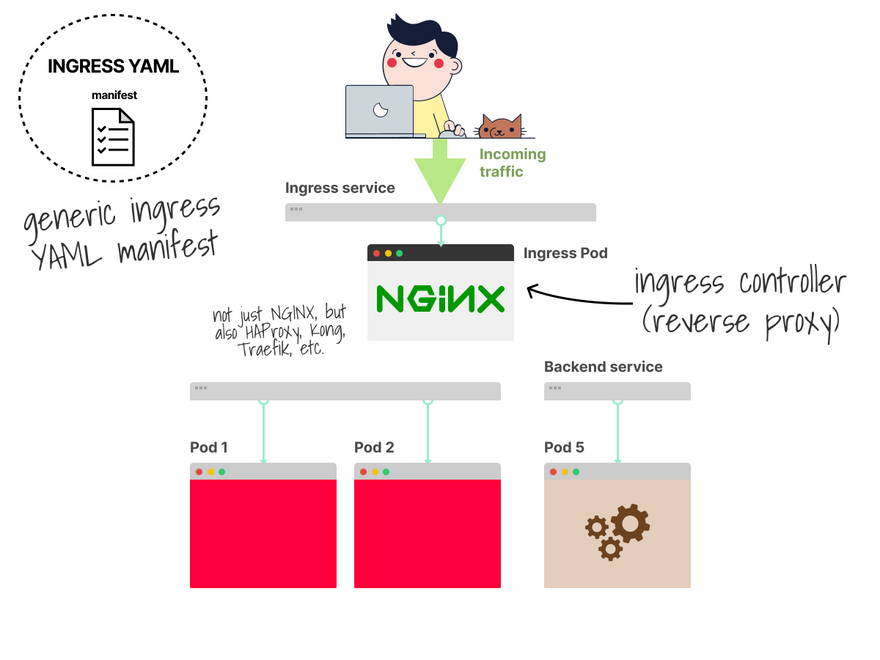 INGRESS YAML
manifest
generic ingress
YAML manifest
Incoming
traffic
Ingress service
Ingress Pod
NGiNX
ingress controller
(reverse proxy)
not just NGINX, but
also HAProxy, Kong,
Traefik, etc.
Backend service
Pod 1
Pod 2
Pod 5